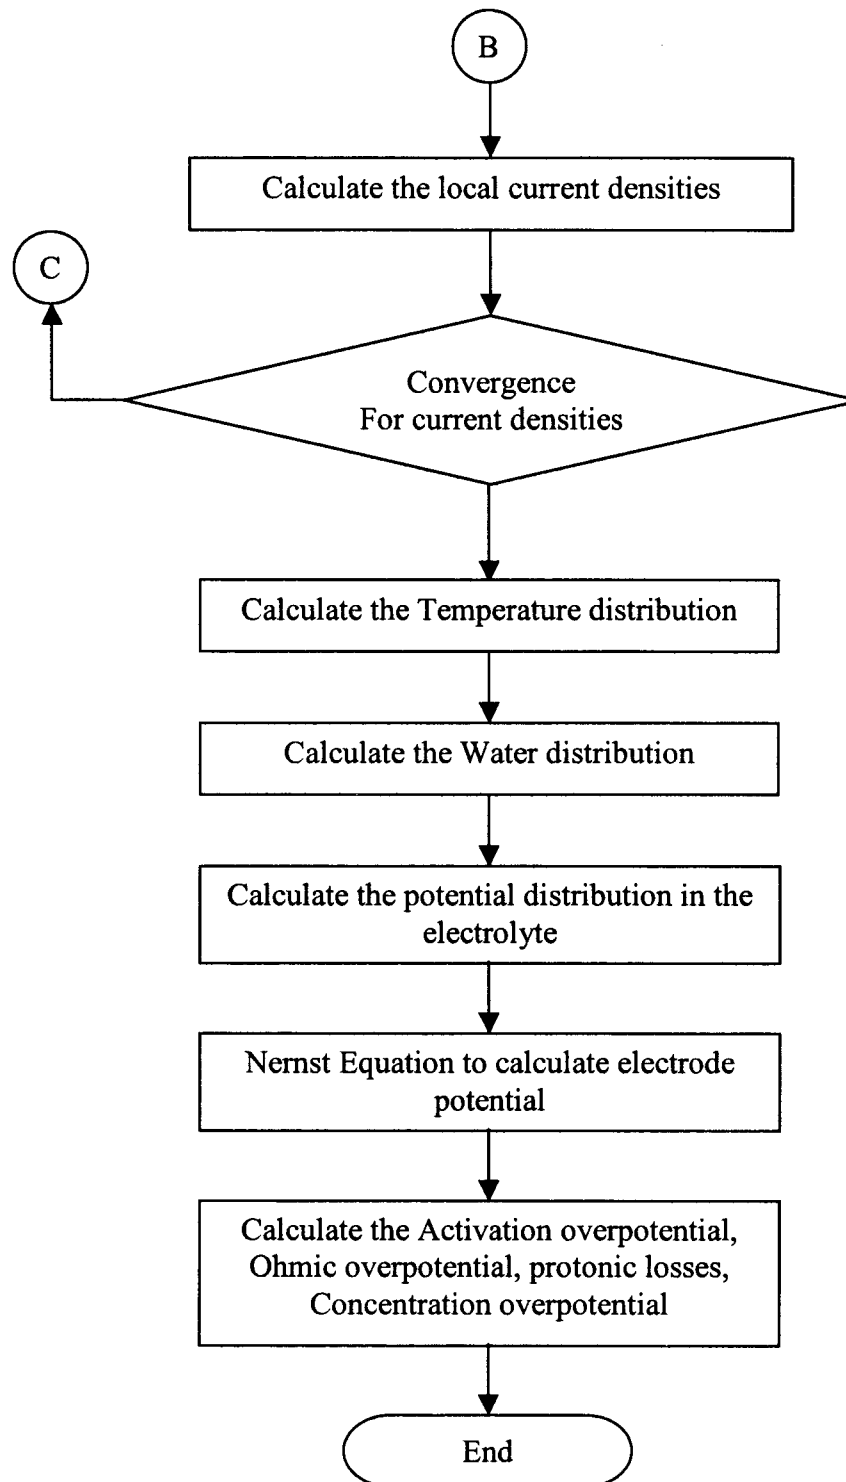 B
Calculate the local current densities
C
Convergence
For current densities
Calculate the Temperature distribution
Calculate the Water distribution
Calculate the potential distribution in the
electrolyte
Nernst Equation to calculate electrode
potential
Calculate the Activation overpotential,
Ohmic overpotential, protonic losses,
Concentration overpotential
End